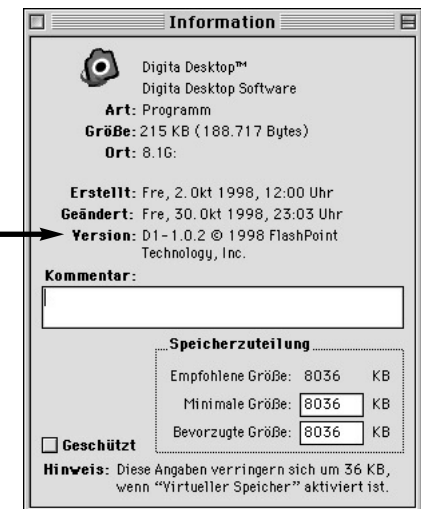 Information
Digita Desktop™
Digita Desktop Software
Art: Programm
Größe: 215 KB (188.717 Bytes)
Ort: 8.1G:
Erstellt: Fre, 2. Okt 1998, 12:00 Uhr
Geändert: Fre, 30. Okt 1998, 23:03 Uhr
Version: D1-1.0.2 © 1998 FlashPoint
Technology, Inc.
Kommentar:
Speicherzuteilung
Empfohlene Größe: 8036 KB
Minimale Größe: 8036 KB
Bevorzugte Größe: 8036 KB
Geschützt
Hinweis: Diese Angaben verringern sich um 36 KB,
wenn “Virtueller Speicher” aktiviert ist.